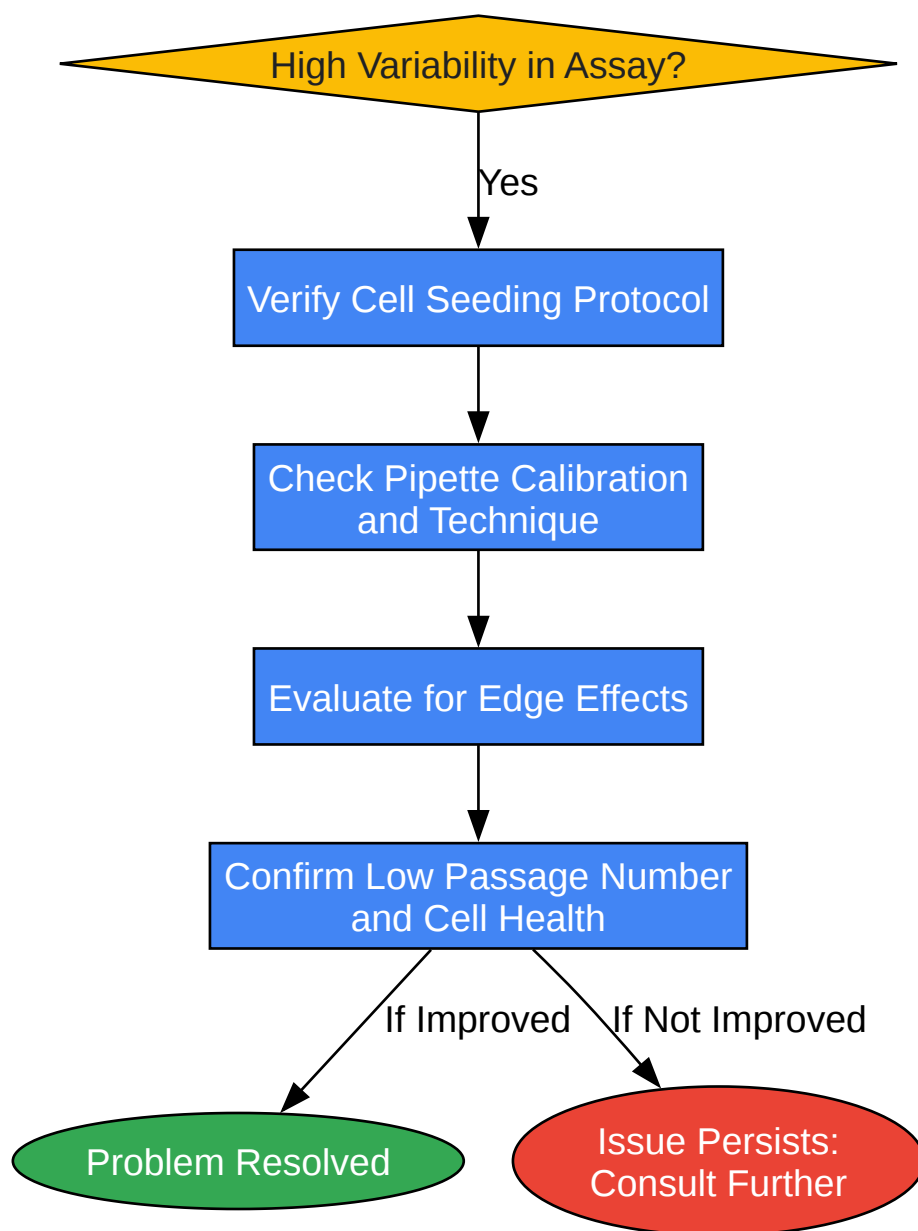 High Variability in Assay?
Yes
Verify Cell Seeding Protocol
Check Pipette Calibration
and Technique
Evaluate for Edge Effects
Confirm Low Passage Number
and Cell Health
If Improved
If Not Improved
Problem Resolved
Issue Persists:
Consult Further